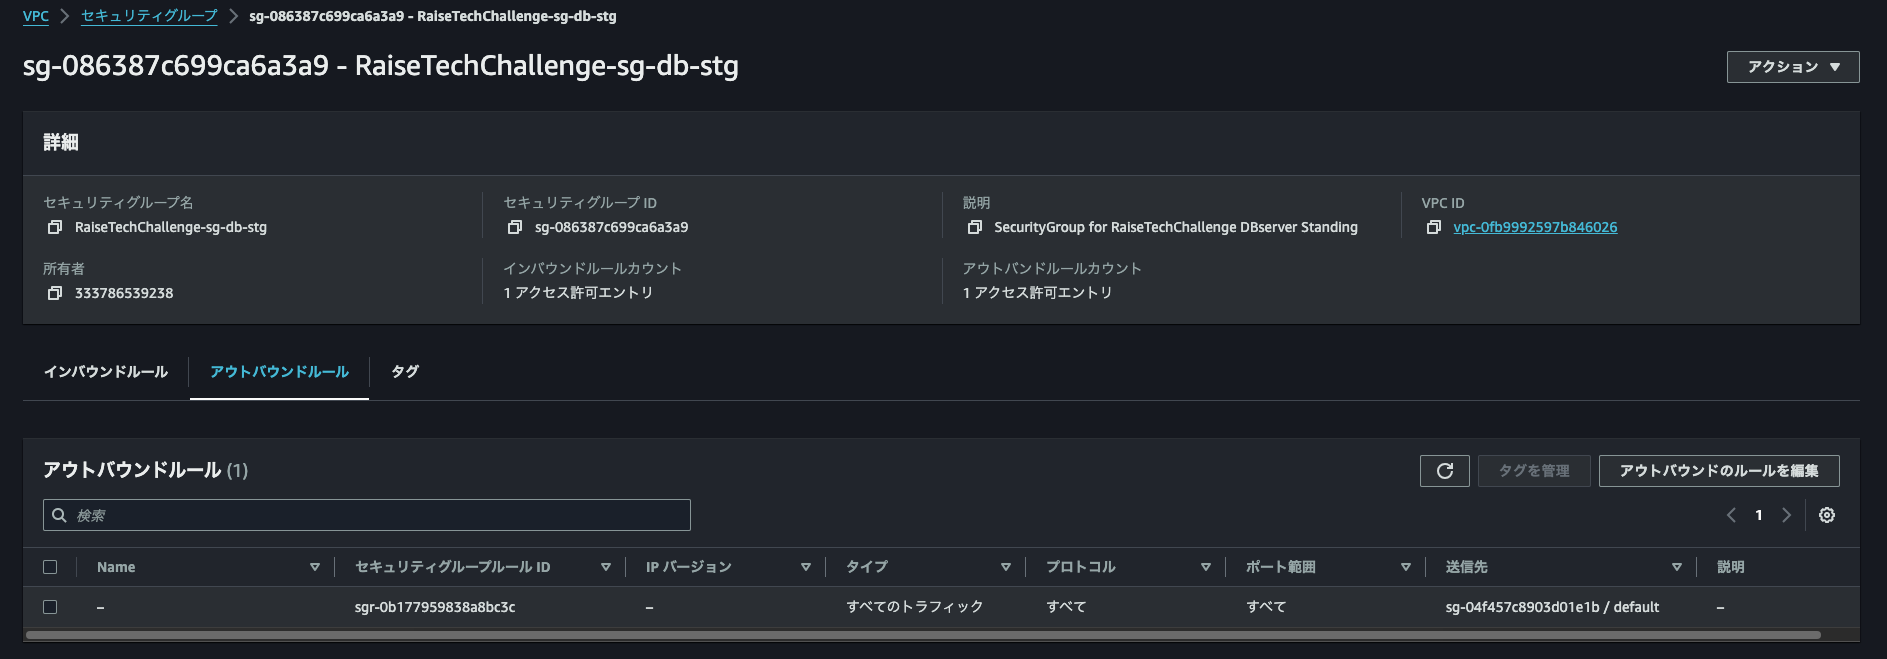 VPC > セキュリティグループ > sg-086387c699ca6a3a9 - RaiseTechChallenge-sg-db-stg
sg-086387c699ca6a3a9 - RaiseTechChallenge-sg-db-stg
アクション ▼
詳細
セキュリティグループ名 セキュリティグループ ID 説明 VPC ID
RaiseTechChallenge-sg-db-stg sg-086387c699ca6a3a9 SecurityGroup for RaiseTechChallenge DBserver Standing vpc-0fb9992597b846026
所有者 インバウンドルールカウント アウトバンドルールカウント
333786539238 1 アクセス許可エントリ 1 アクセス許可エントリ
インバウンドルール アウトバウンドルール タグ
アウトバウンドルール (1)
タグを管理 アウトバウンドのルールを編集
検索
1
Name セキュリティグループルール ID IP バージョン タイプ プロトコル ポート範囲 送信先 説明
– sgr-0b177959838a8bc3c – すべてのトラフィック すべて すべて sg-04f457c8903d01e1b / default –